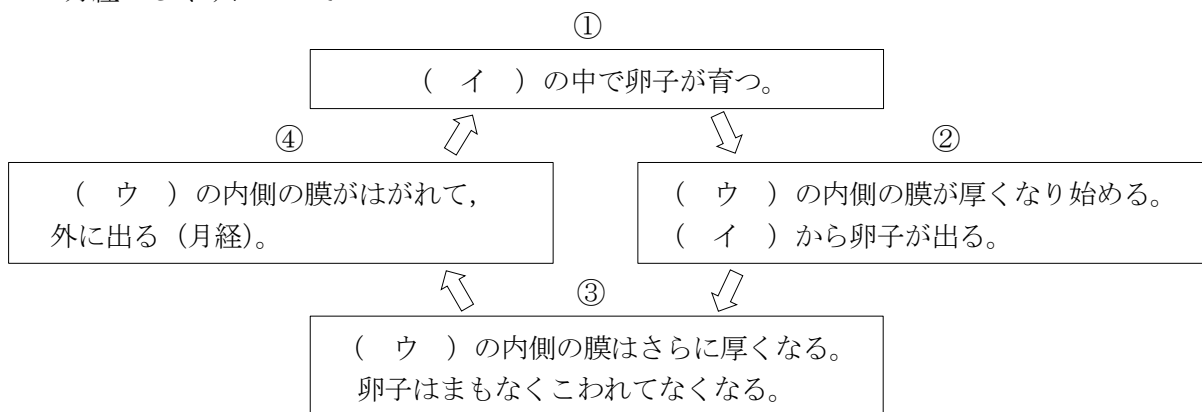 ①
（　イ　）の中で卵子が育つ。
④
②
（　ウ　）の内側の膜がはがれて，
外に出る（月経）。
（　ウ　）の内側の膜が厚くなり始める。
（　イ　）から卵子が出る。
③
（　ウ　）の内側の膜はさらに厚くなる。
卵子はまもなくこわれてなくなる。